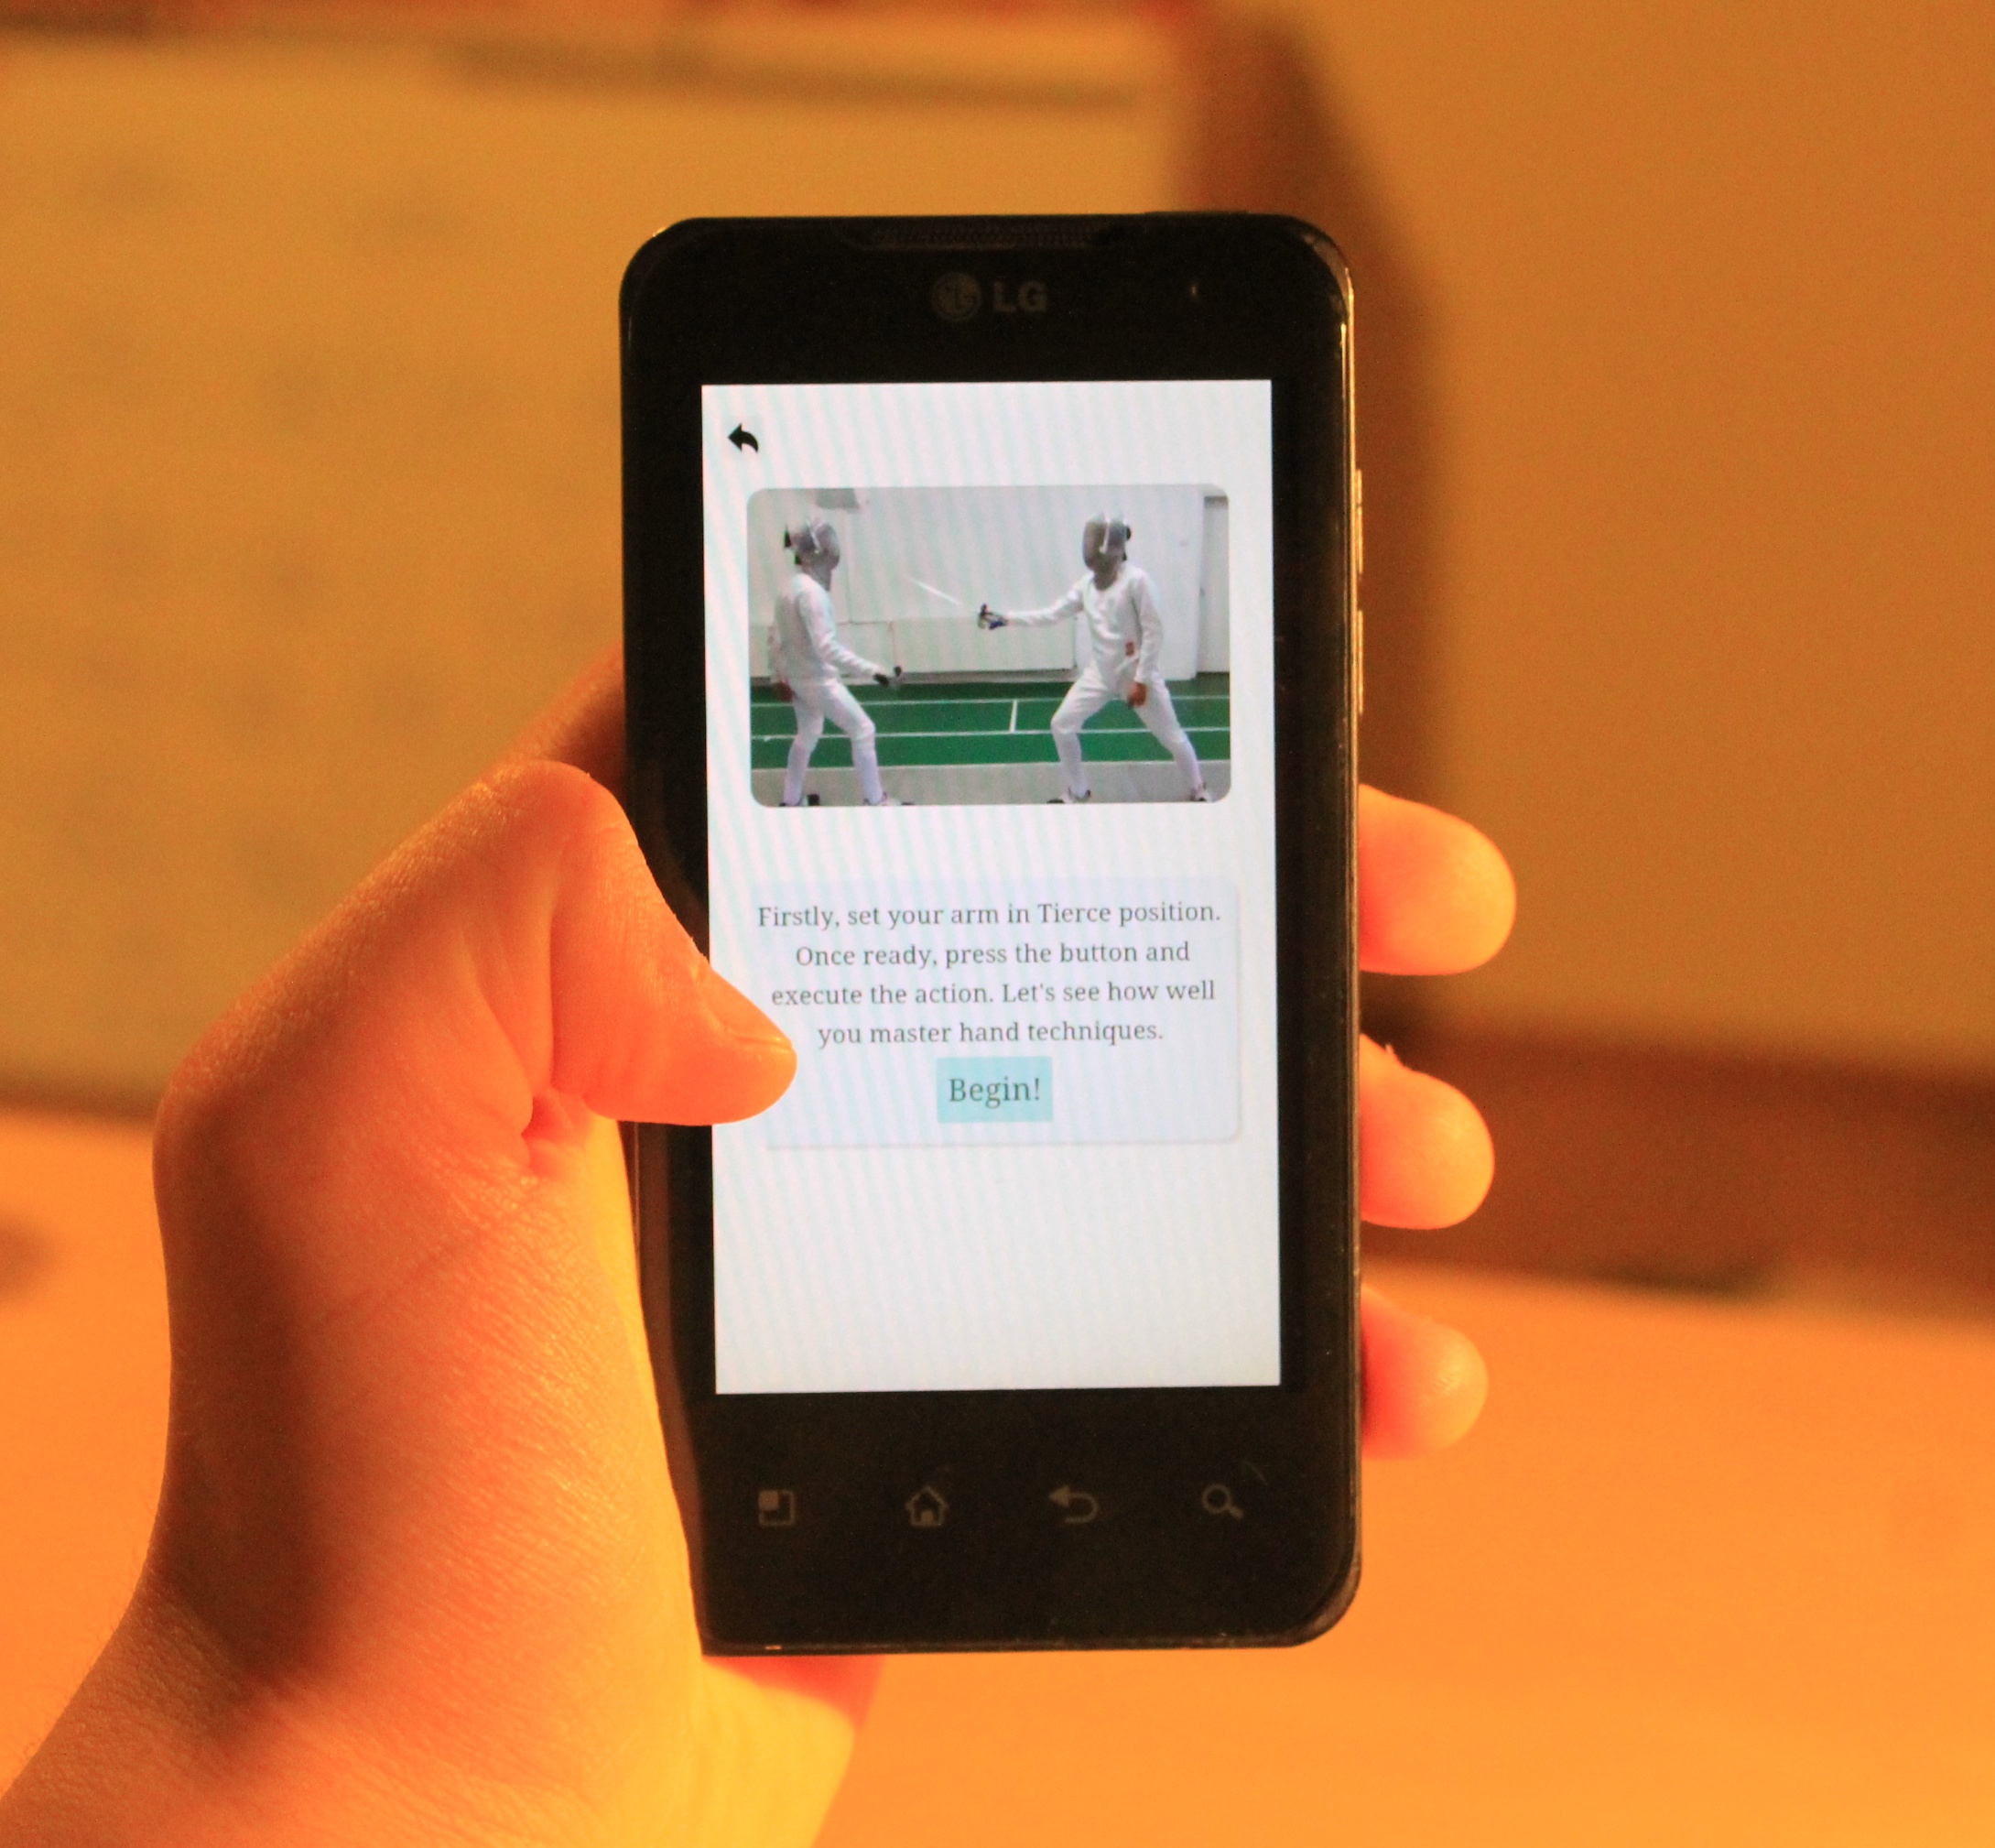 LG
Firstly, set your arm in Tierce position.
Once ready, press the button and
execute the action. Let's see how well
you master hand techniques.
Begin!